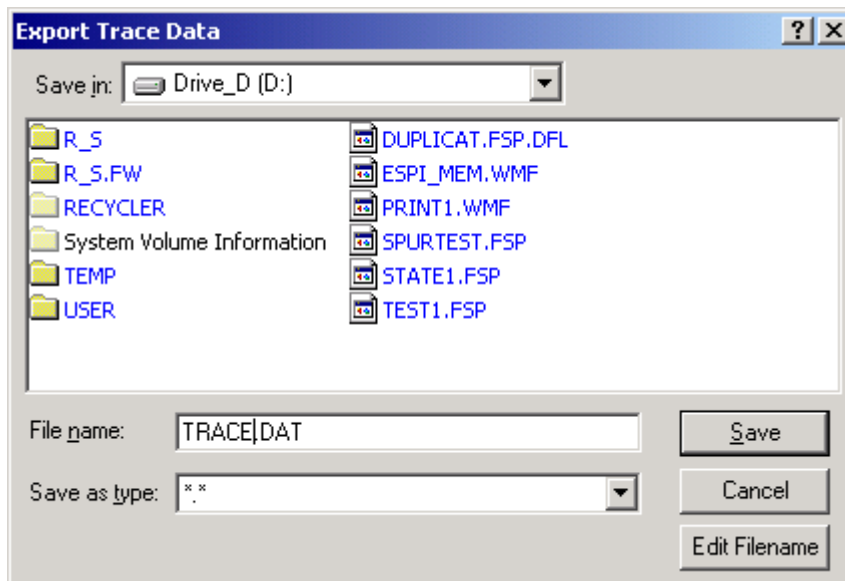 Export Trace Data
Save in: Drive_D (D:)
R_S
R_S.FW
RECYCLER
System Volume Information
TEMP
USER
DUPLICAT.FSP.DFL
ESPI_MEM.WMF
PRINT1.WMF
SPURTEST.FSP
STATE1.FSP
TEST1.FSP
File name: TRACE.DAT
Save
Save as type: *.*
Cancel
Edit Filename